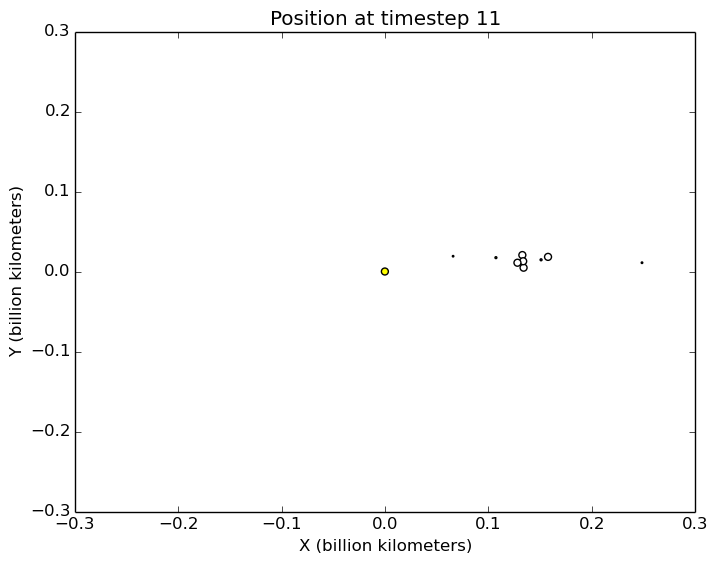 Position at timestep 11
0.3
0.2
0.1
0.0
−0.1
−0.2
−0.3
Y (billion kilometers)
−0.3 −0.2 −0.1 0.0 0.1 0.2 0.3
X (billion kilometers)